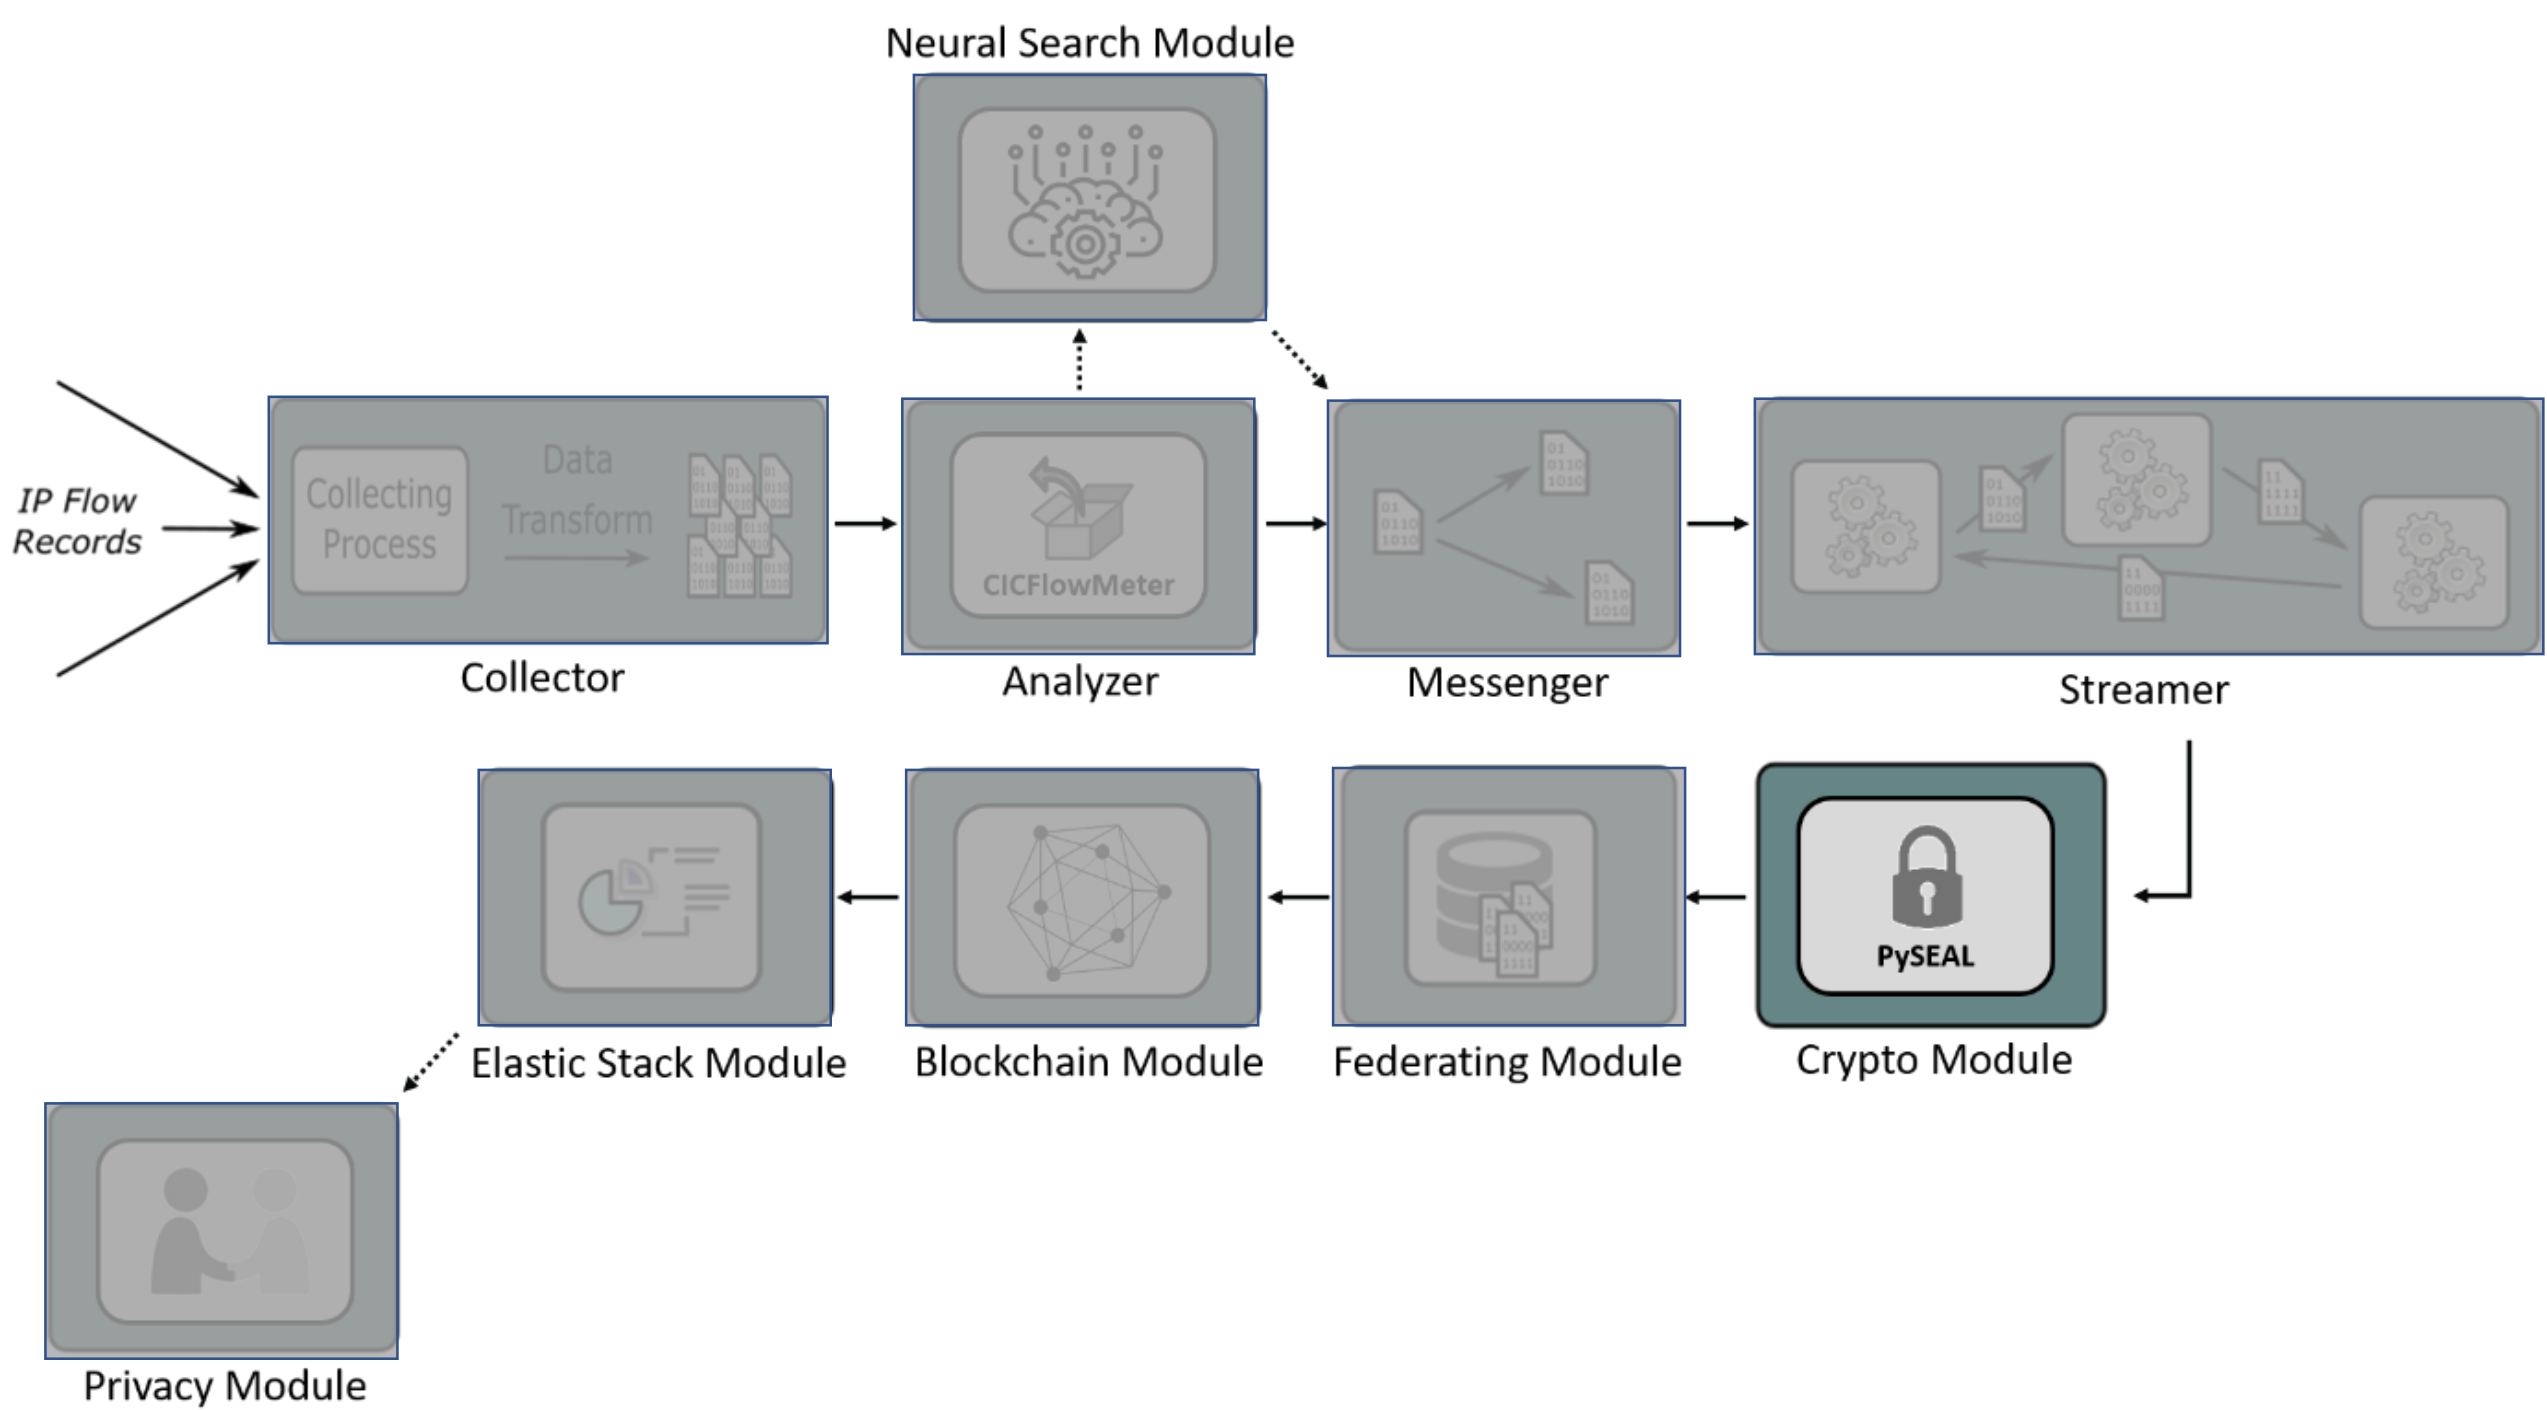 Neural Search Module
IP Flow
Records
Collecting
Process
Data
Transform
CICFlowMeter
Collector
Analyzer
Messenger
Streamer
PySEAL
Elastic Stack Module
Blockchain Module
Federating Module
Crypto Module
Privacy Module